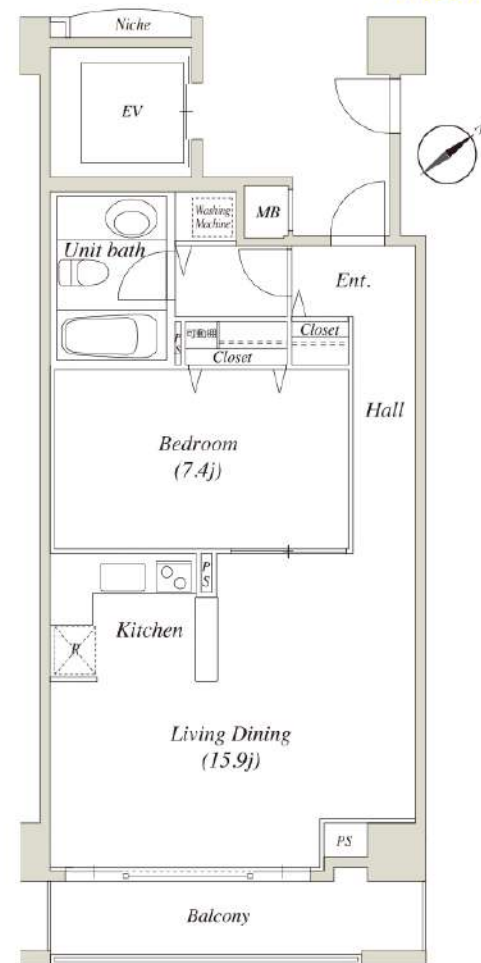 Niche
EV
Washing
Machine
MB
Unit bath
Ent.
PS
可動棚
Closet
Closet
Hall
Bedroom
(7.4j)
PS
Kitchen
R
Living Dining
(15.9j)
PS
Balcony